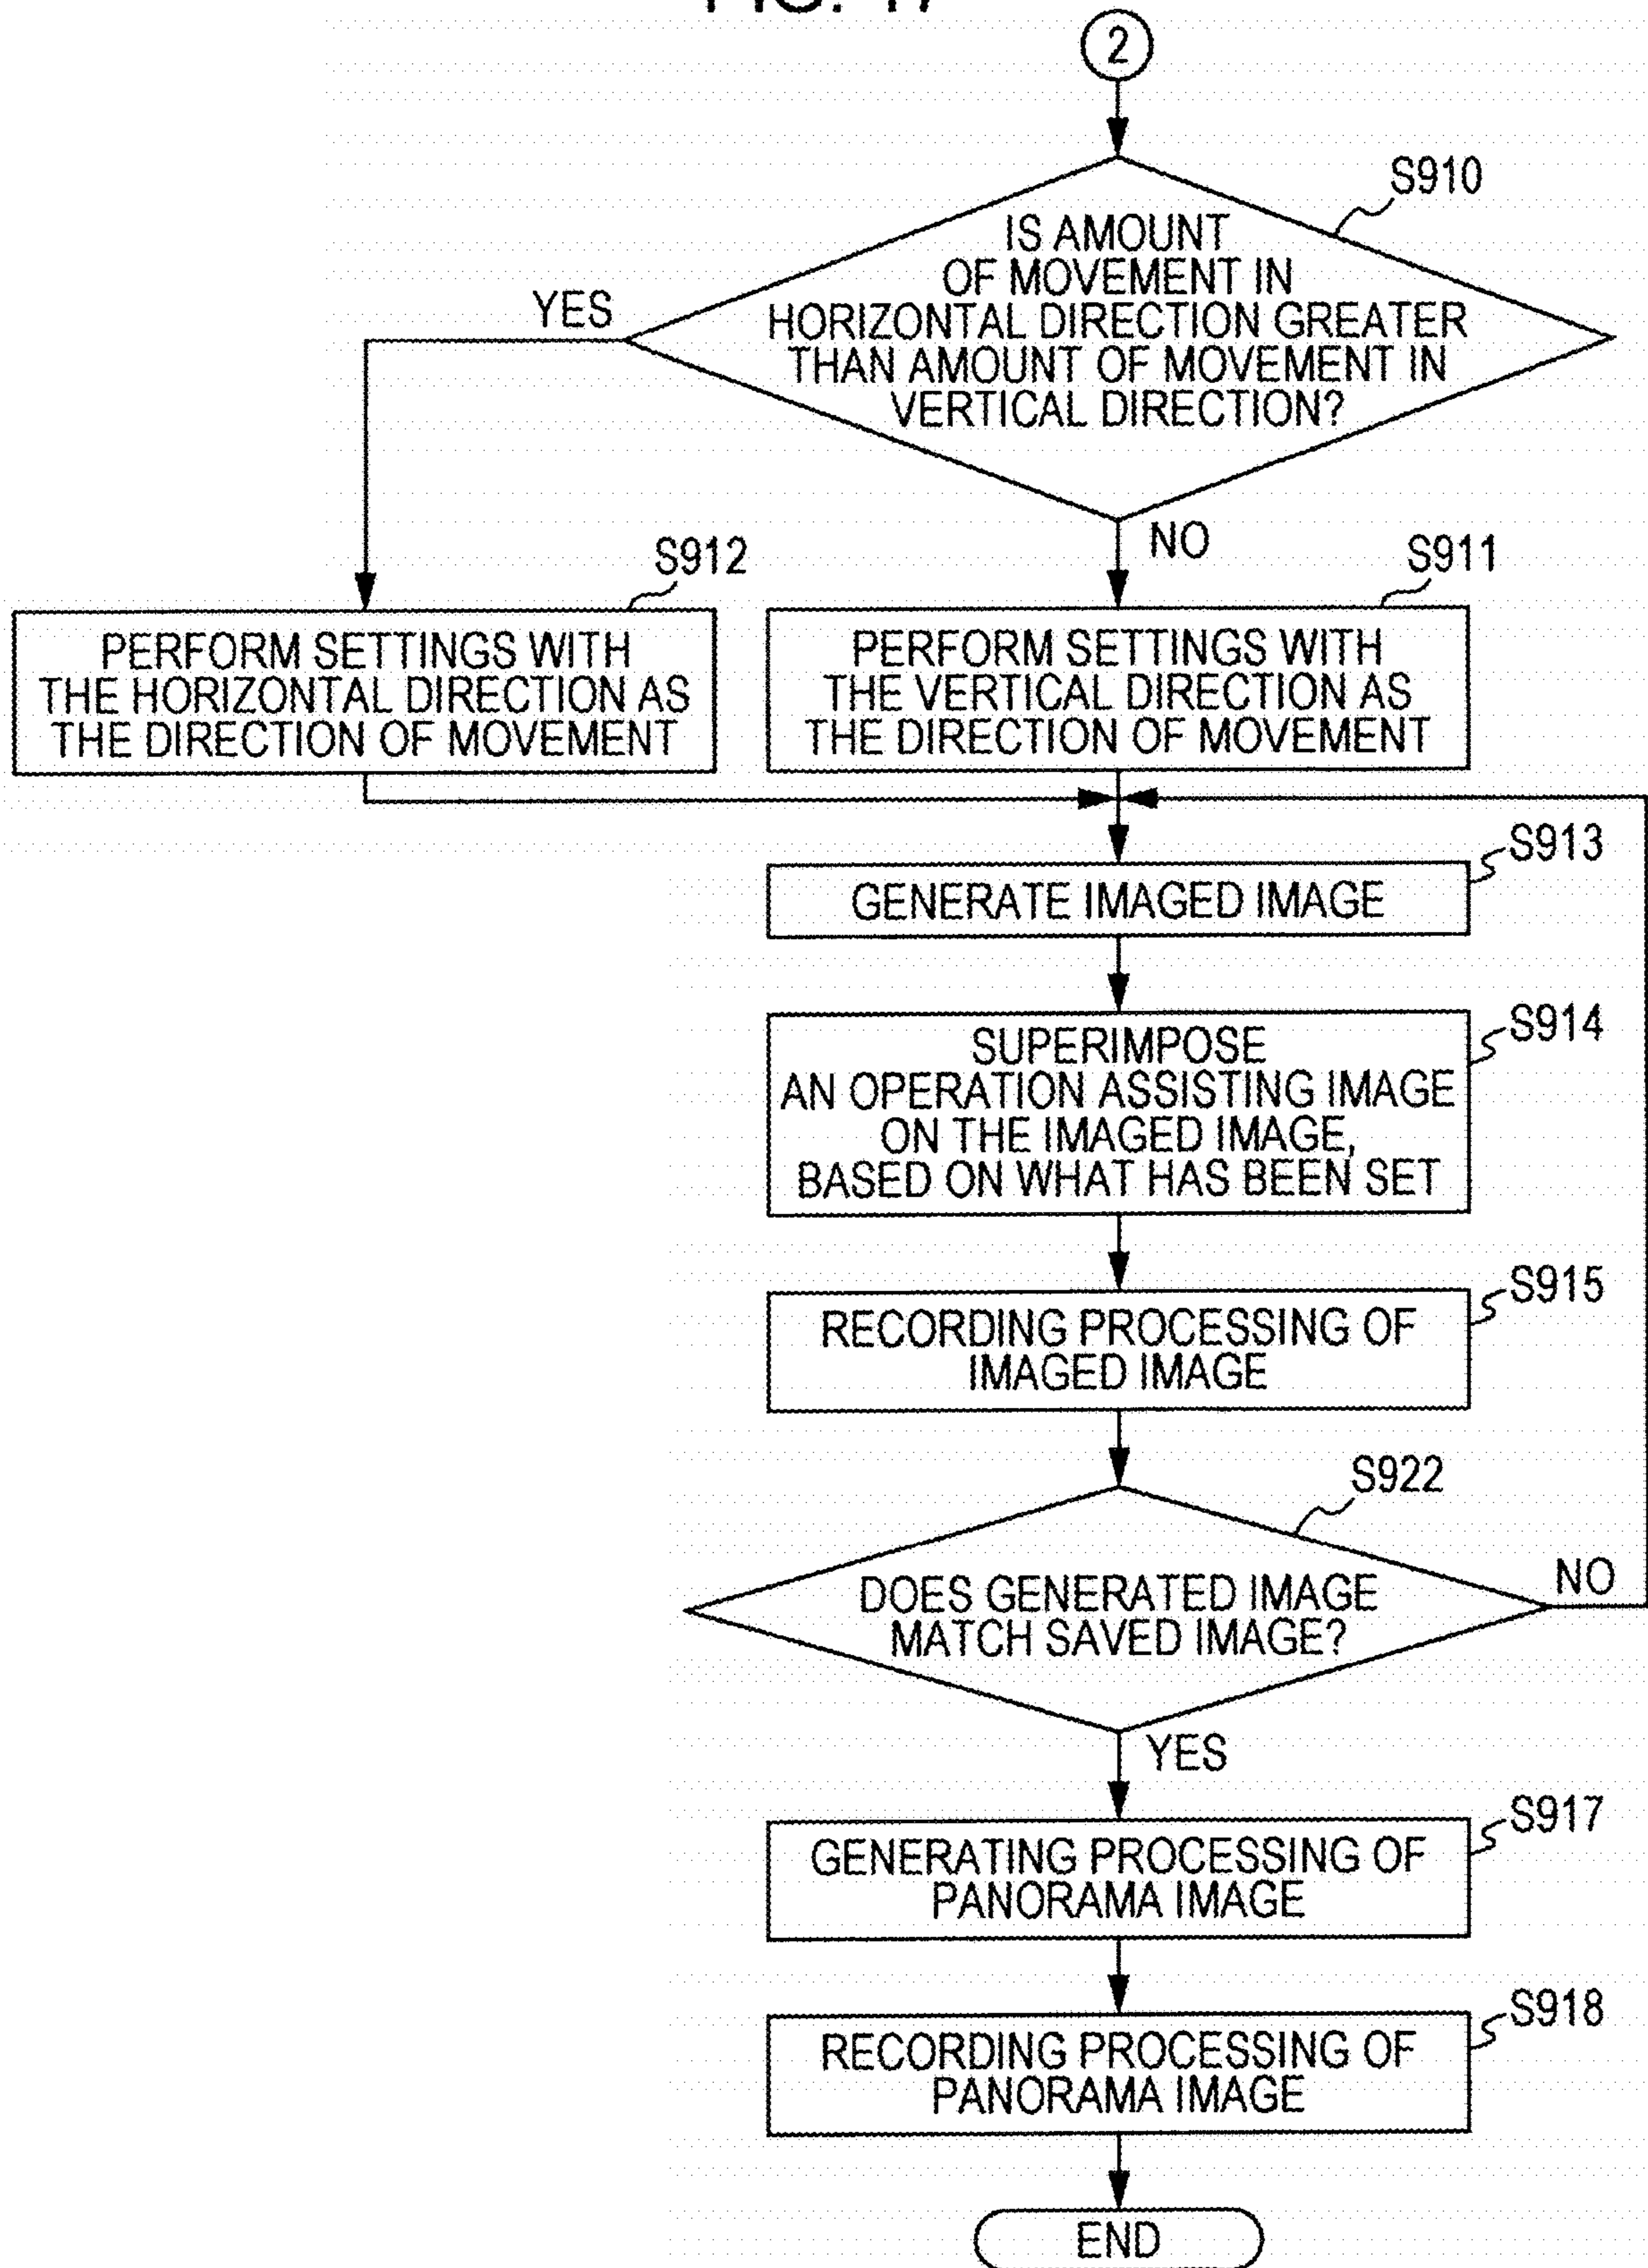 2
S910
IS AMOUNT
OF MOVEMENT IN
HORIZONTAL DIRECTION GREATER
THAN AMOUNT OF MOVEMENT IN
VERTICAL DIRECTION?
YES
NO
S912
PERFORM SETTINGS WITH
THE HORIZONTAL DIRECTION AS
THE DIRECTION OF MOVEMENT
S911
PERFORM SETTINGS WITH
THE VERTICAL DIRECTION AS
THE DIRECTION OF MOVEMENT
S913
GENERATE IMAGED IMAGE
S914
SUPERIMPOSE
AN OPERATION ASSISTING IMAGE
ON THE IMAGED IMAGE,
BASED ON WHAT HAS BEEN SET
S915
RECORDING PROCESSING OF
IMAGED IMAGE
S922
DOES GENERATED IMAGE
MATCH SAVED IMAGE?
NO
YES
S917
GENERATING PROCESSING OF
PANORAMA IMAGE
S918
RECORDING PROCESSING OF
PANORAMA IMAGE
END